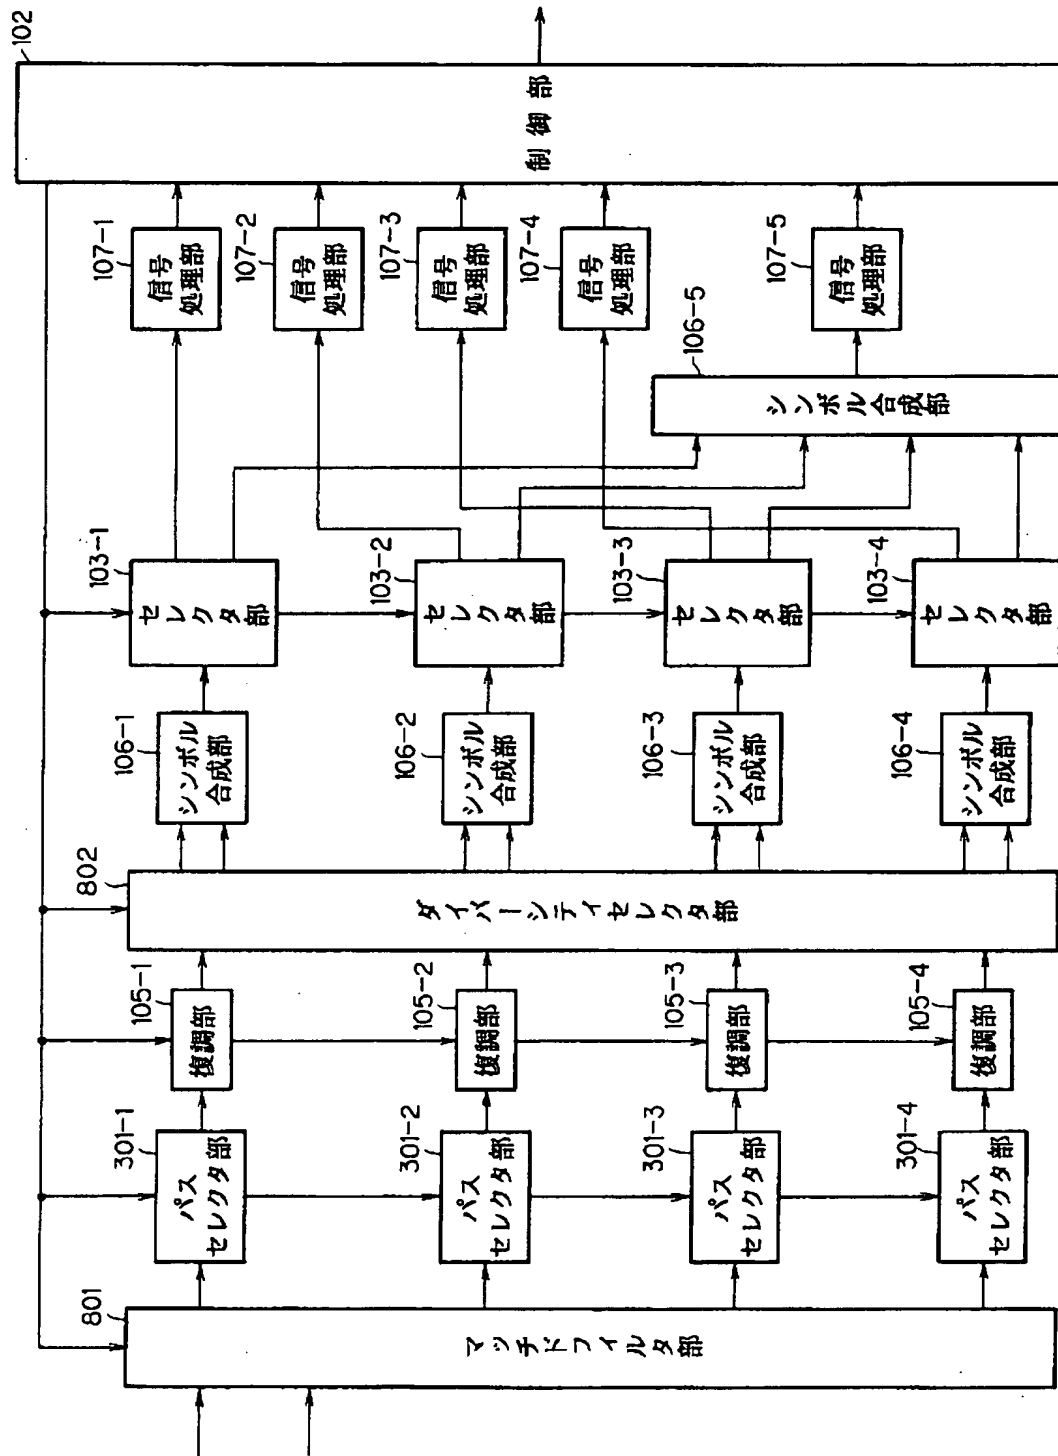 801
マッチドフィルタ部
301-1
パス
セレクタ部
301-2
パス
セレクタ部
301-3
パス
セレクタ部
301-4
パス
セレクタ部
105-1
復調部
105-2
復調部
105-3
復調部
105-4
復調部
802
ダイバーシティセレクタ部
106-1
シンボル
合成部
106-2
シンボル
合成部
106-3
シンボル
合成部
106-4
シンボル
合成部
103-1
セレクタ部
103-2
セレクタ部
103-3
セレクタ部
103-4
セレクタ部
106-5
シンボル合成部
107-1
信号
処理部
107-2
信号
処理部
107-3
信号
処理部
107-4
信号
処理部
107-5
信号
処理部
102
制御部